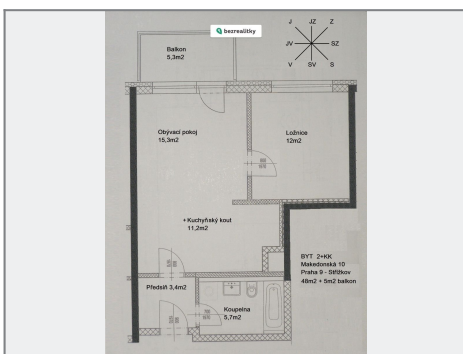 bezrealitky
J JZ Z
JV SZ
V SV S
Balkon
5,3m2
Obývací pokoj
15,3m2
Ložnice
12m2
+ Kuchyňský kout
11,2m2
BYT 2+KK
Makedonská 10
Praha 9 - Střížkov
48m2 + 5m2 balkon
Předsíň 3,4m2
Koupelna
5,7m2